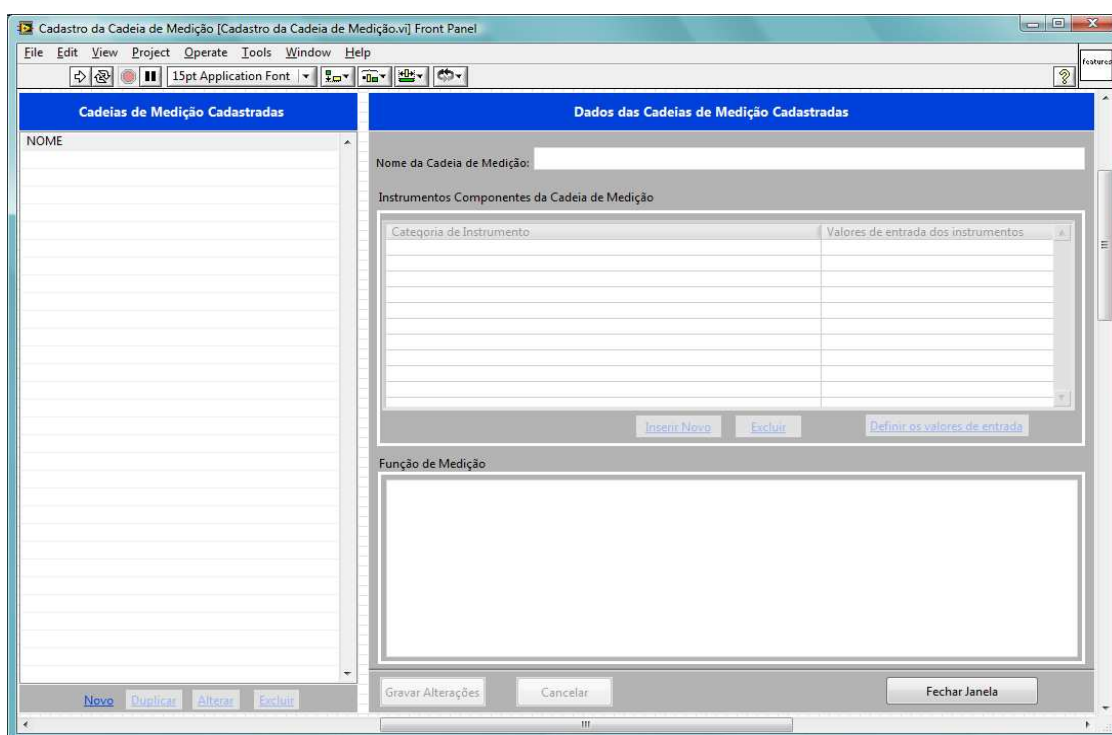 Cadastro da Cadeia de Medição [Cadastro da Cadeia de Medição.vi] Front Panel
File Edit View Project Operate Tools Window Help
15pt Application Font
features
Cadeias de Medição Cadastradas
NOME
Novo Duplicar Alterar Excluir
Dados das Cadeias de Medição Cadastradas
Nome da Cadeia de Medição:
Instrumentos Componentes da Cadeia de Medição
Categoria de Instrumento Valores de entrada dos instrumentos
Inserir Novo Excluir Definir os valores de entrada
Função de Medição
Gravar Alterações Cancelar Fechar Janela